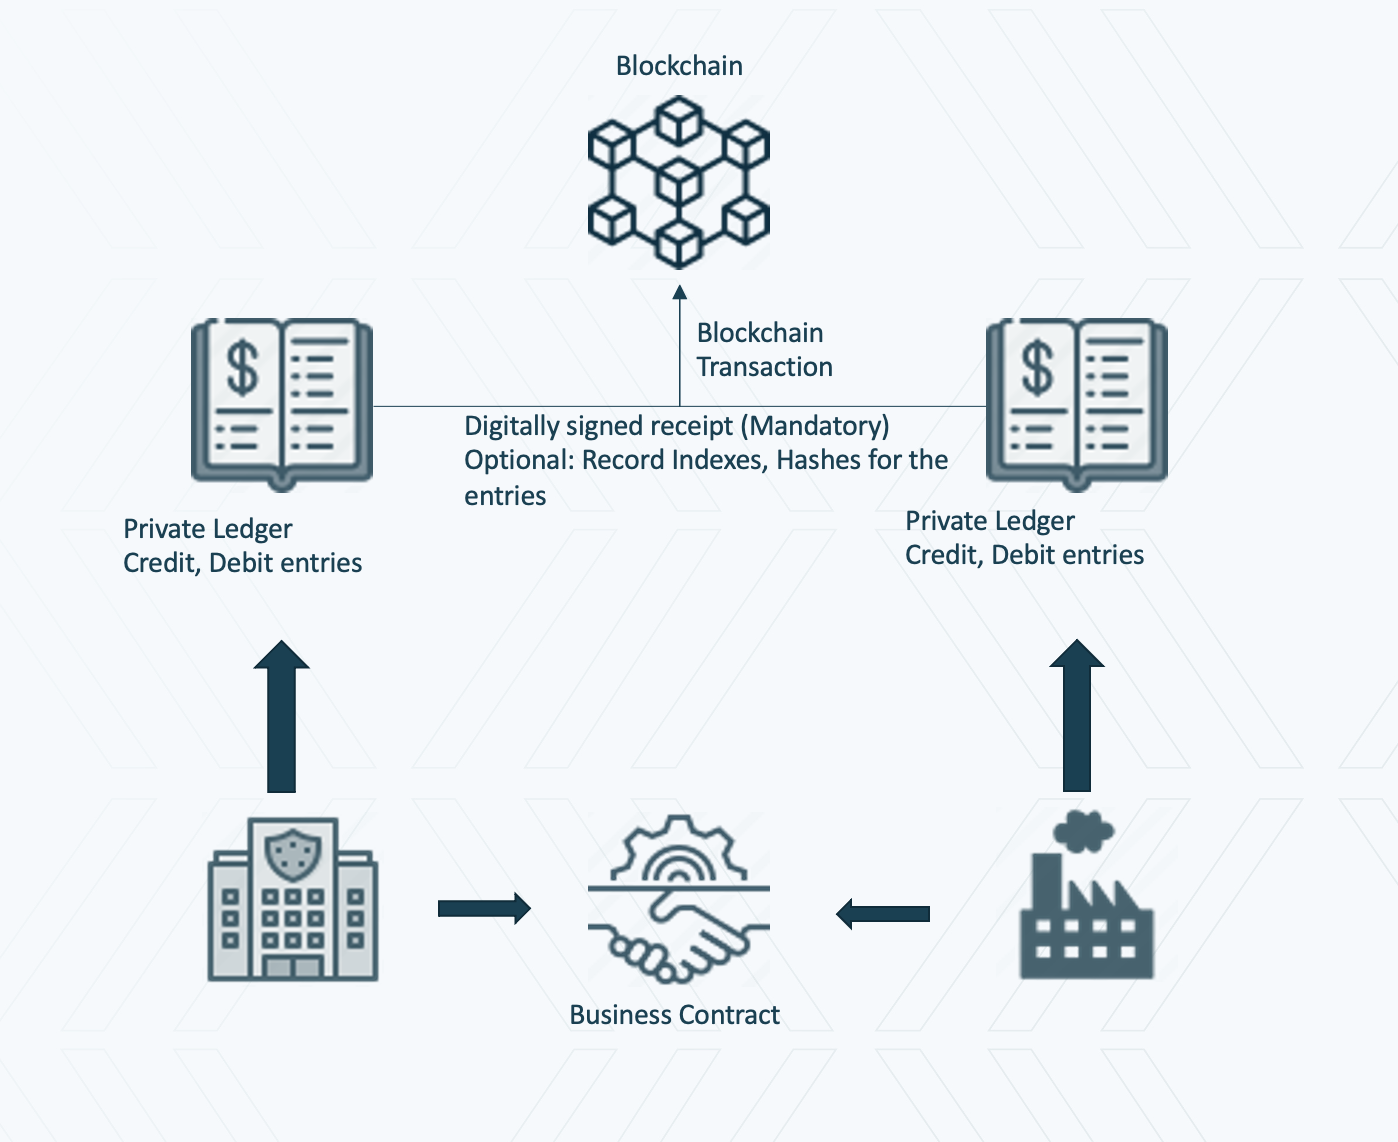 Blockchain
Blockchain
Transaction
Digitally signed receipt (Mandatory)
Optional: Record Indexes, Hashes for the
entries
Private Ledger
Credit, Debit entries
Private Ledger
Credit, Debit entries
Business Contract